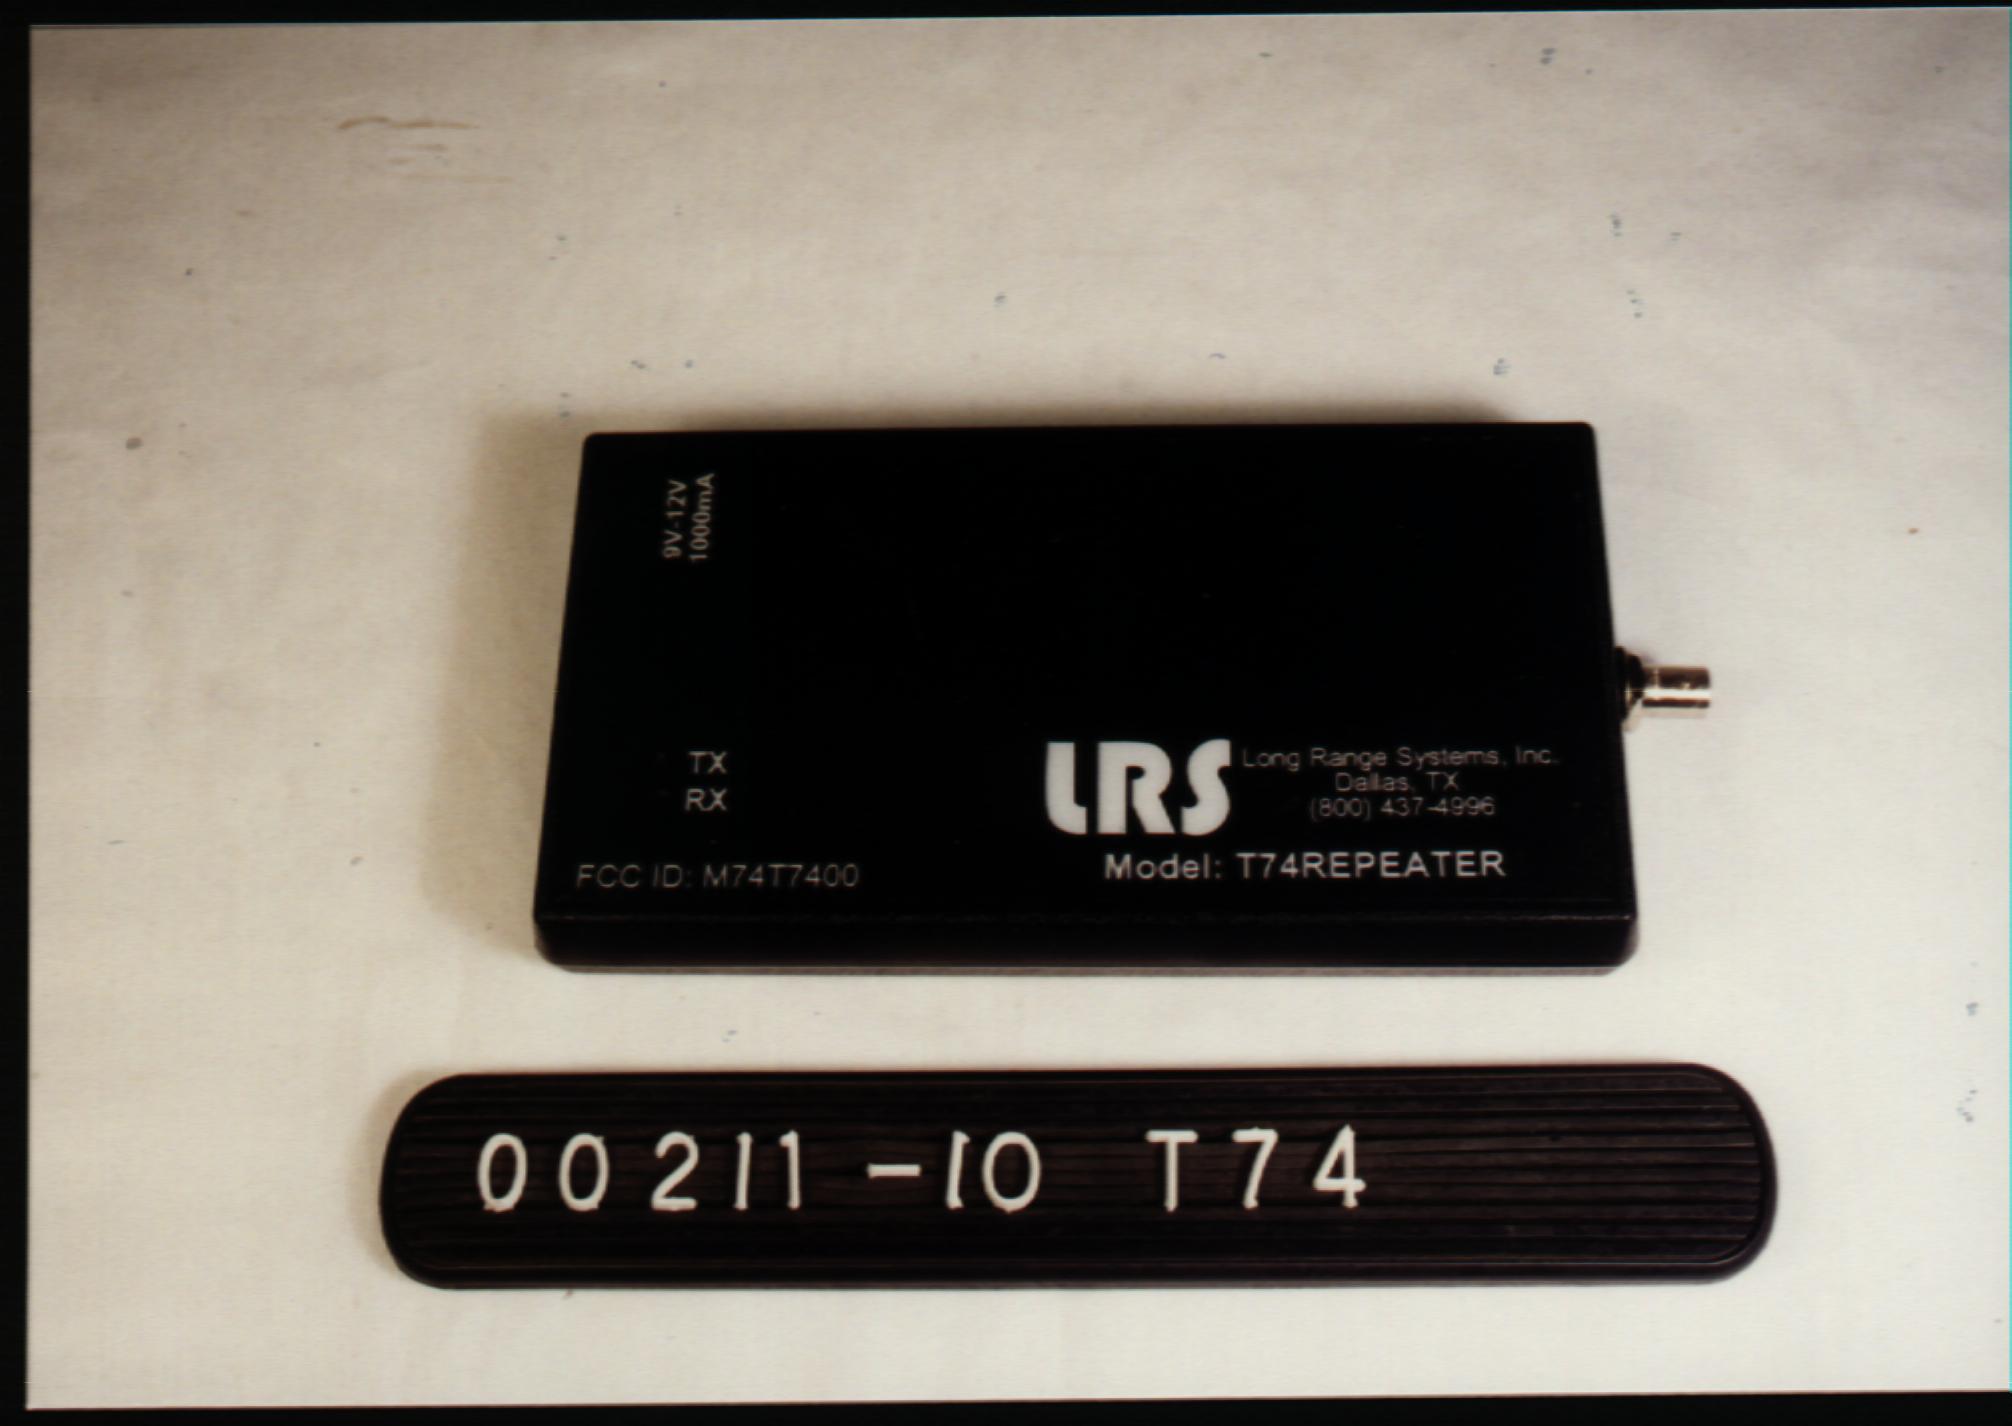 9V-12V
1000mA
TX
RX
LRS
Long Range Systems, Inc.
Dallas, TX
(800) 437-4996
FCC ID: M74T7400
Model: T74REPEATER
00211-10 T74